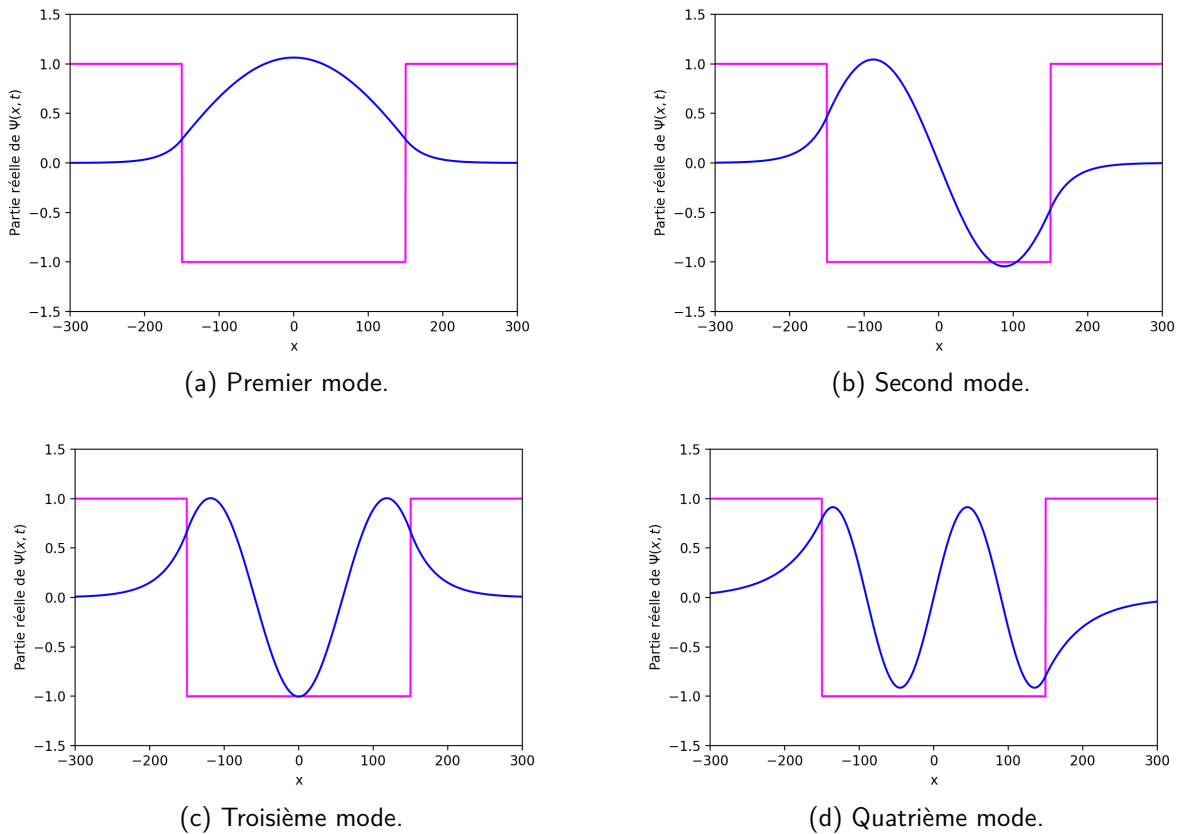 1.5
1.0
0.5
0.0
−0.5
−1.0
−1.5
Partie réelle de Ψ(x, t)
−300 −200 −100 0 100 200 300
x
(a) Premier mode.
1.5
1.0
0.5
0.0
−0.5
−1.0
−1.5
Partie réelle de Ψ(x, t)
−300 −200 −100 0 100 200 300
x
(b) Second mode.
1.5
1.0
0.5
0.0
−0.5
−1.0
−1.5
Partie réelle de Ψ(x, t)
−300 −200 −100 0 100 200 300
x
(c) Troisième mode.
1.5
1.0
0.5
0.0
−0.5
−1.0
−1.5
Partie réelle de Ψ(x, t)
−300 −200 −100 0 100 200 300
x
(d) Quatrième mode.